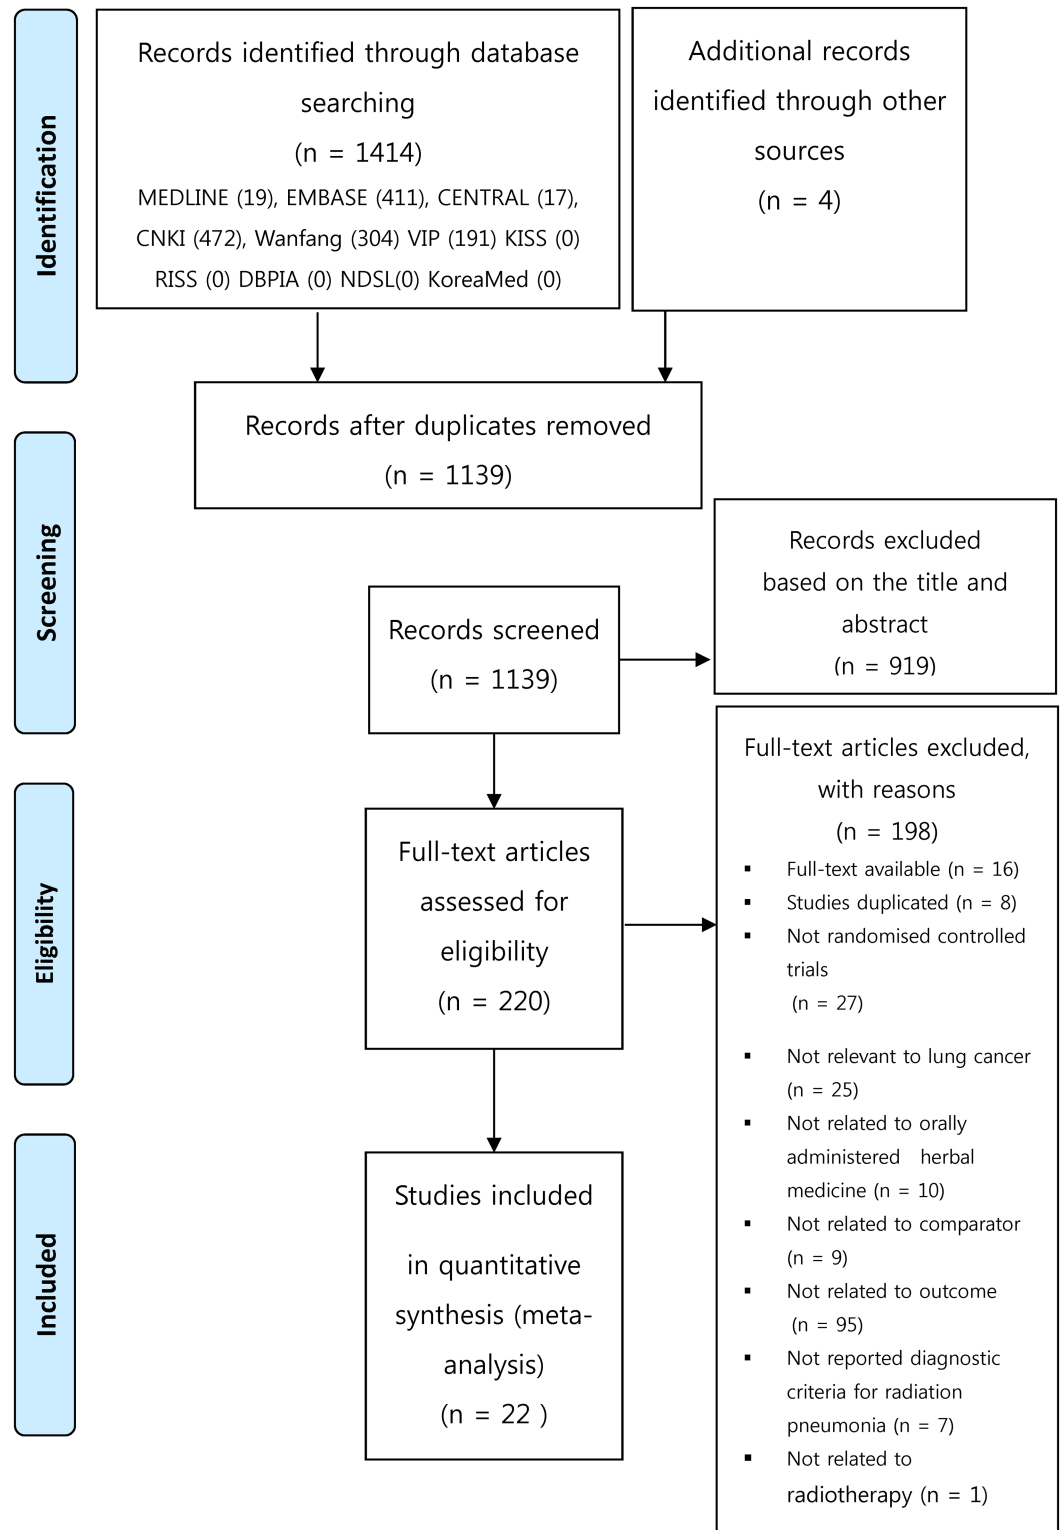 Identification
Records identified through database
searching
(n = 1414)
MEDLINE (19), EMBASE (411), CENTRAL (17),
CNKI (472), Wanfang (304) VIP (191) KISS (0)
RISS (0) DBPIA (0) NDSL(0) KoreaMed (0)
Additional records
identified through other
sources
(n = 4)
Records after duplicates removed
(n = 1139)
Screening
Records screened
(n = 1139)
Records excluded
based on the title and
abstract
(n = 919)
Eligibility
Full-text articles
assessed for
eligibility
(n = 220)
Full-text articles excluded,
with reasons
(n = 198)
▪ Full-text available (n = 16)
▪ Studies duplicated (n = 8)
▪ Not randomised controlled
trials
(n = 27)
▪ Not relevant to lung cancer
(n = 25)
▪ Not related to orally
administered herbal
medicine (n = 10)
▪ Not related to comparator
(n = 9)
▪ Not related to outcome
(n = 95)
▪ Not reported diagnostic
criteria for radiation
pneumonia (n = 7)
▪ Not related to
radiotherapy (n = 1)
Included
Studies included
in quantitative
synthesis (meta-
analysis)
(n = 22 )